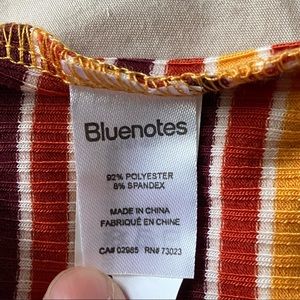 Bluenotes
92% POLYESTER
8% SPANDEX
MADE IN CHINA
FABRIQUÉ EN CHINE
CA# 02985 RN# 73023